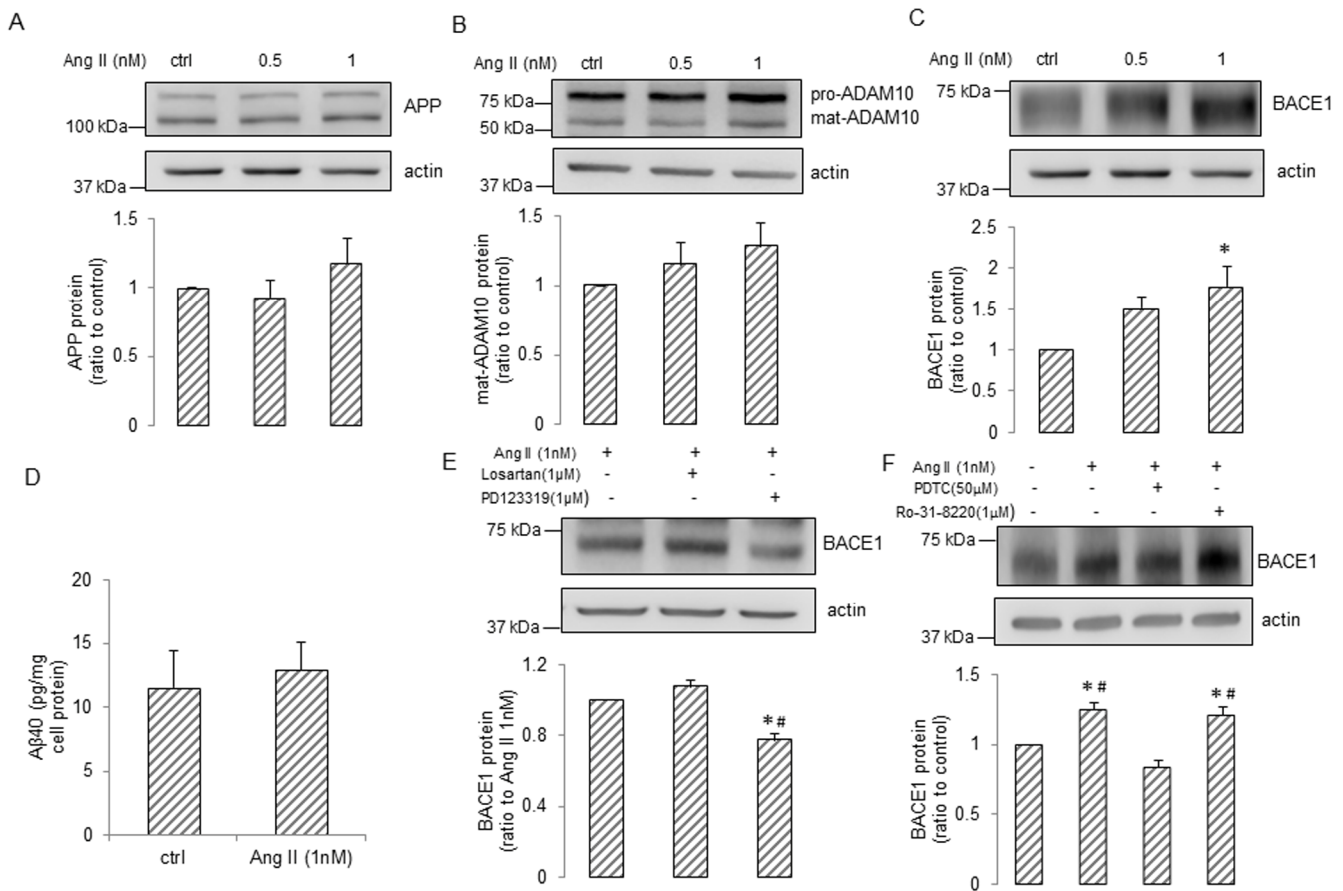 A
Ang II (nM) ctrl 0.5 1
APP
100 kDa
actin
37 kDa
1.5
1
0.5
0
APP protein
(ratio to control)
B
Ang II (nM) ctrl 0.5 1
75 kDa
pro-ADAM10
mat-ADAM10
50 kDa
actin
37 kDa
1.5
1
0.5
0
mat-ADAM10 protein
(ratio to control)
C
Ang II (nM) ctrl 0.5 1
75 kDa
BACE1
actin
37 kDa
2.5
2
1.5
1
0.5
0
*
BACE1 protein
(ratio to control)
D
20
15
10
5
0
Aβ40 (pg/mg
cell protein)
ctrl Ang II (1nM)
E
Ang II (1nM) + + +
Losartan(1μM) - + -
PD123319(1μM) - - +
75 kDa
BACE1
actin
37 kDa
1.2
0.8
0.4
0.0
* #
BACE1 protein
(ratio to Ang II 1nM)
F
Ang II (1nM) - + + +
PDTC(50μM) - - + -
Ro-31-8220(1μM) - - - +
75 kDa
BACE1
actin
37 kDa
1.5
1
0.5
0
* # * #
BACE1 protein
(ratio to control)